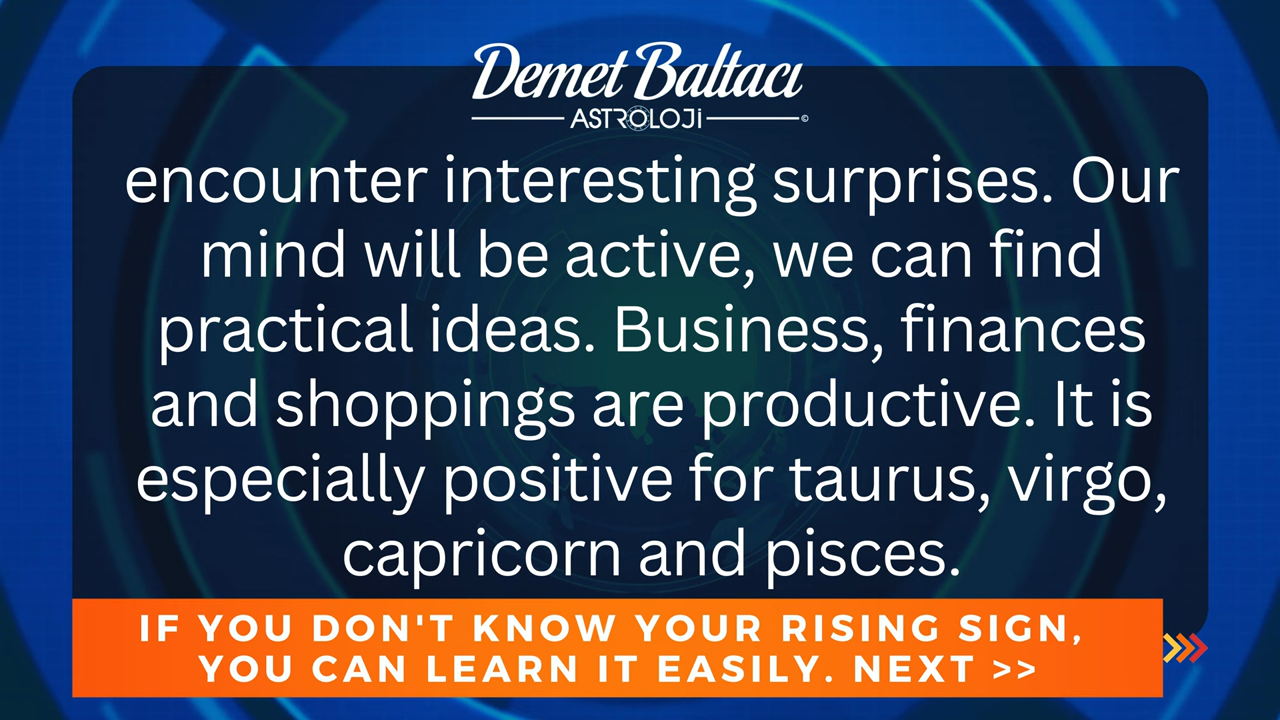 Demet Baltacı
ASTROLOJi ©
encounter interesting surprises. Our
mind will be active, we can find
practical ideas. Business, finances
and shoppings are productive. It is
especially positive for taurus, virgo,
capricorn and pisces.
IF YOU DON'T KNOW YOUR RISING SIGN,
YOU CAN LEARN IT EASILY. NEXT >>